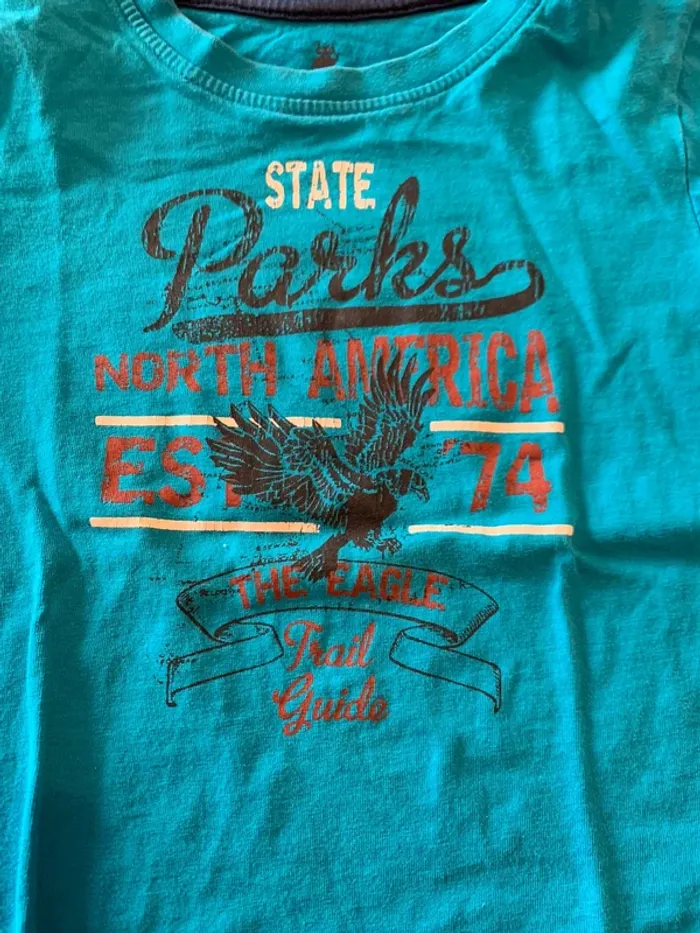 STATE
Parks
NORTH AMERICA
EST '74
THE EAGLE
Trail
Guide